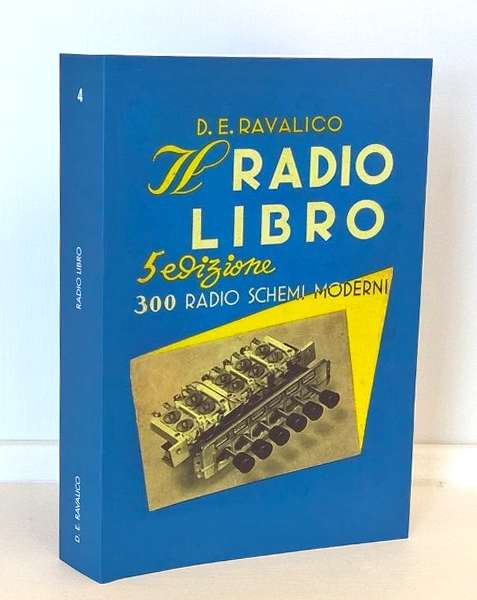 4
RADIO LIBRO
D. E. RAVALICO
D. E. RAVALICO
Il RADIO
LIBRO
5 edizione
300 RADIO SCHEMI MODERNI